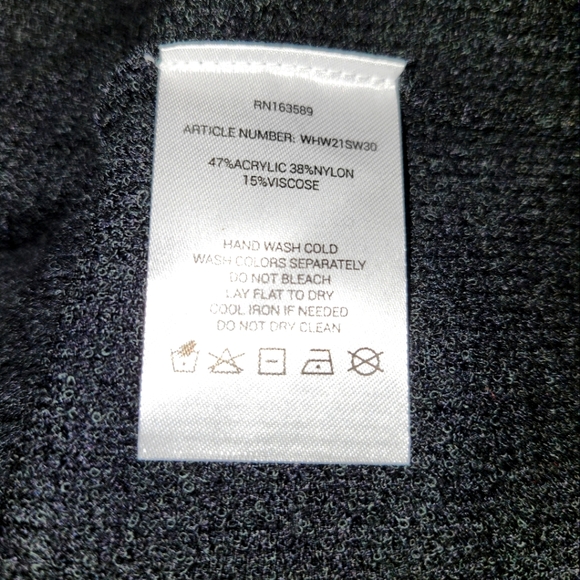 RN163589
ARTICLE NUMBER: WHW21SW30
47%ACRYLIC 38%NYLON
15%VISCOSE
HAND WASH COLD
WASH COLORS SEPARATELY
DO NOT BLEACH
LAY FLAT TO DRY
COOL IRON IF NEEDED
DO NOT DRY CLEAN